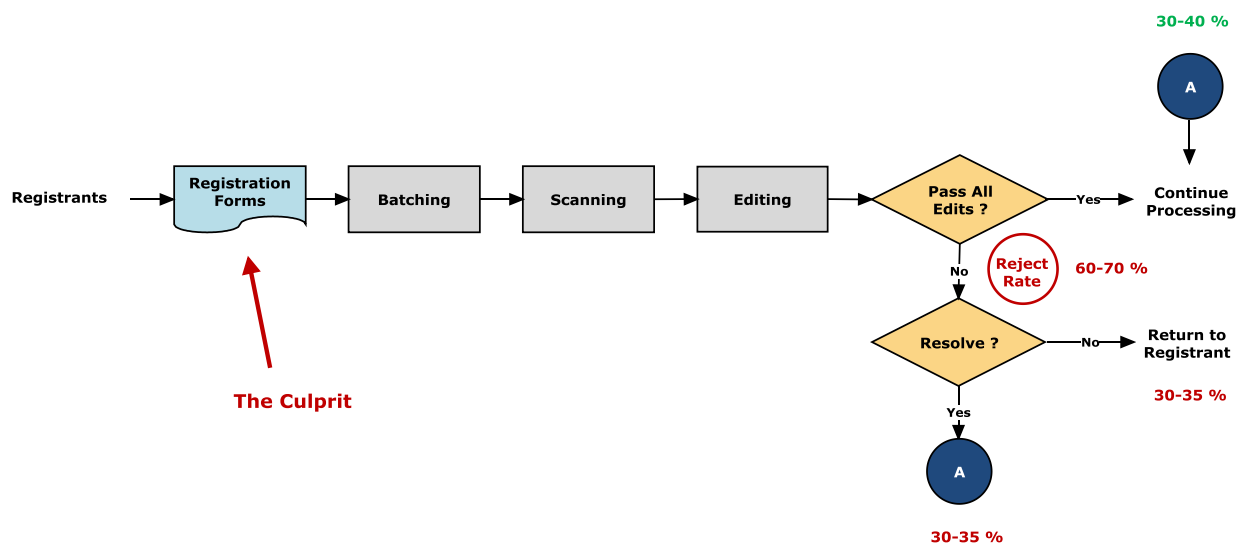 30-40 %
A
Registrants
Registration
Forms
Batching
Scanning
Editing
Pass All
Edits ?
Yes
Continue
Processing
No
Reject
Rate
60-70 %
Resolve ?
No
Return to
Registrant
30-35 %
The Culprit
Yes
A
30-35 %